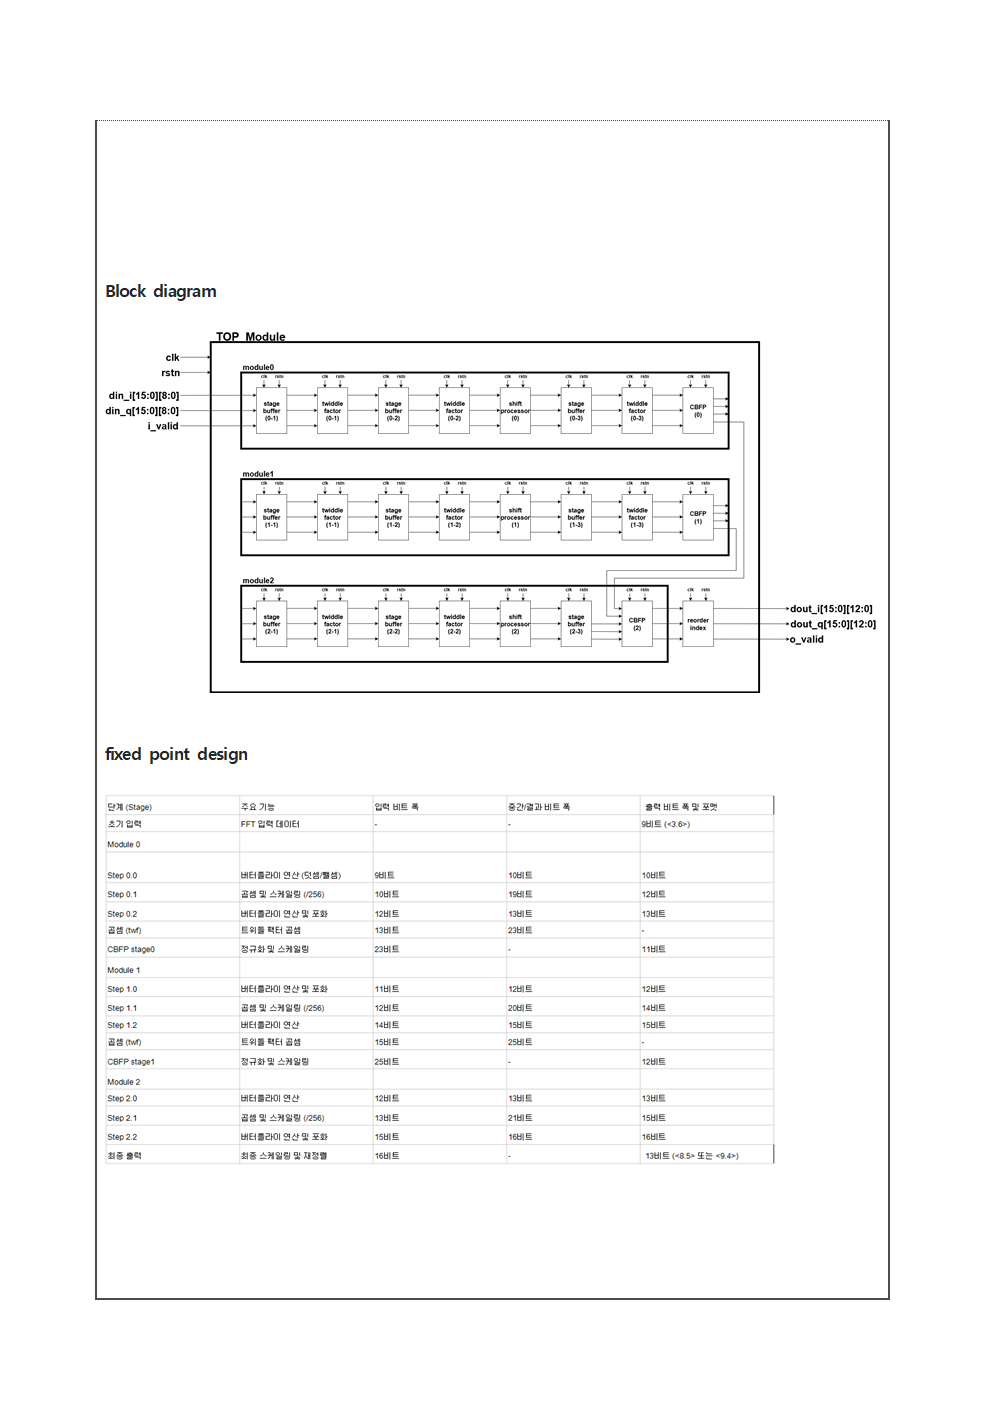 Block diagram
TOP Module
clk
rstn
din_i[15:0][8:0]
din_q[15:0][8:0]
i_valid
module0
clk rstn clk rstn clk rstn clk rstn clk rstn clk rstn clk rstn clk rstn
stage buffer (0-1)
twiddle factor (0-1)
stage buffer (0-2)
twiddle factor (0-2)
shift processor (0)
stage buffer (0-3)
twiddle factor (0-3)
CBFP (0)
module1
clk rstn clk rstn clk rstn clk rstn clk rstn clk rstn clk rstn clk rstn
stage buffer (1-1)
twiddle factor (1-1)
stage buffer (1-2)
twiddle factor (1-2)
shift processor (1)
stage buffer (1-3)
twiddle factor (1-3)
CBFP (1)
module2
clk rstn clk rstn clk rstn clk rstn clk rstn clk rstn clk rstn clk rstn
stage buffer (2-1)
twiddle factor (2-1)
stage buffer (2-2)
twiddle factor (2-2)
shift processor (2)
stage buffer (2-3)
CBFP (2)
reorder index
dout_i[15:0][12:0]
dout_q[15:0][12:0]
o_valid
fixed point design
단계 (Stage) 주요 기능 입력 비트 폭 중간/결과 비트 폭 출력 비트 폭 및 포맷
초기 입력 FFT 입력 데이터 - - 9비트 (<3.6>)
Module 0
Step 0.0 버터플라이 연산 (덧셈/뺄셈) 9비트 10비트 10비트
Step 0.1 곱셈 및 스케일링 (/256) 10비트 19비트 12비트
Step 0.2 버터플라이 연산 및 포화 12비트 13비트 13비트
곱셈 (twf) 트위들 팩터 곱셈 13비트 23비트 -
CBFP stage0 정규화 및 스케일링 23비트 - 11비트
Module 1
Step 1.0 버터플라이 연산 및 포화 11비트 12비트 12비트
Step 1.1 곱셈 및 스케일링 (/256) 12비트 20비트 14비트
Step 1.2 버터플라이 연산 14비트 15비트 15비트
곱셈 (twf) 트위들 팩터 곱셈 15비트 25비트 -
CBFP stage1 정규화 및 스케일링 25비트 - 12비트
Module 2
Step 2.0 버터플라이 연산 12비트 13비트 13비트
Step 2.1 곱셈 및 스케일링 (/256) 13비트 21비트 15비트
Step 2.2 버터플라이 연산 및 포화 15비트 16비트 16비트
최종 출력 최종 스케일링 및 재정렬 16비트 - 13비트 (<8.5> 또는 <9.4>)